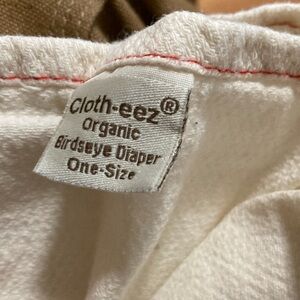 Cloth-eez®
Organic
Birdseye Diaper
One-Size